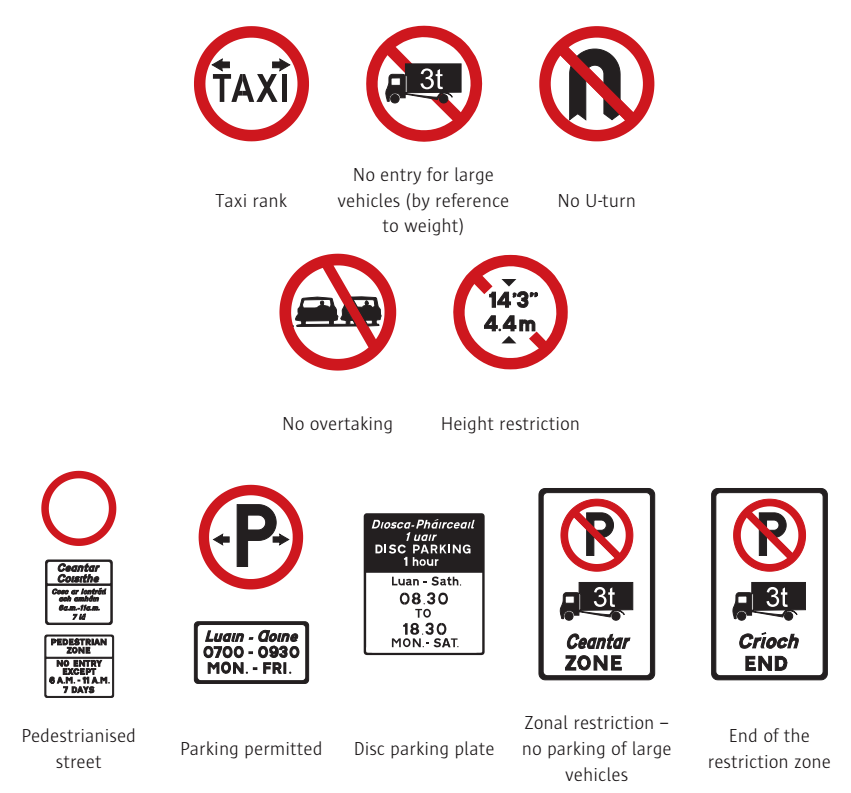 TAXI
3t
Taxi rank
No entry for large
vehicles (by reference
to weight)
No U-turn
14'3"
4.4m
No overtaking
Height restriction
Ceantar
Coisithe
Cosc ar iontráil
ach amháin
6a.m.-11a.m.
7 lá
PEDESTRIAN
ZONE
NO ENTRY
EXCEPT
6 A.M. - 11 A.M.
7 DAYS
Pedestrianised
street
P
Luain - Aoine
0700 - 0930
MON. - FRI.
Parking permitted
Diosca-Pháirceáil
1 uair
DISC PARKING
1 hour
Luan - Sath.
08.30
TO
18.30
MON.- SAT.
Disc parking plate
P
3t
Ceantar
ZONE
Zonal restriction –
no parking of large
vehicles
P
3t
Críoch
END
End of the
restriction zone